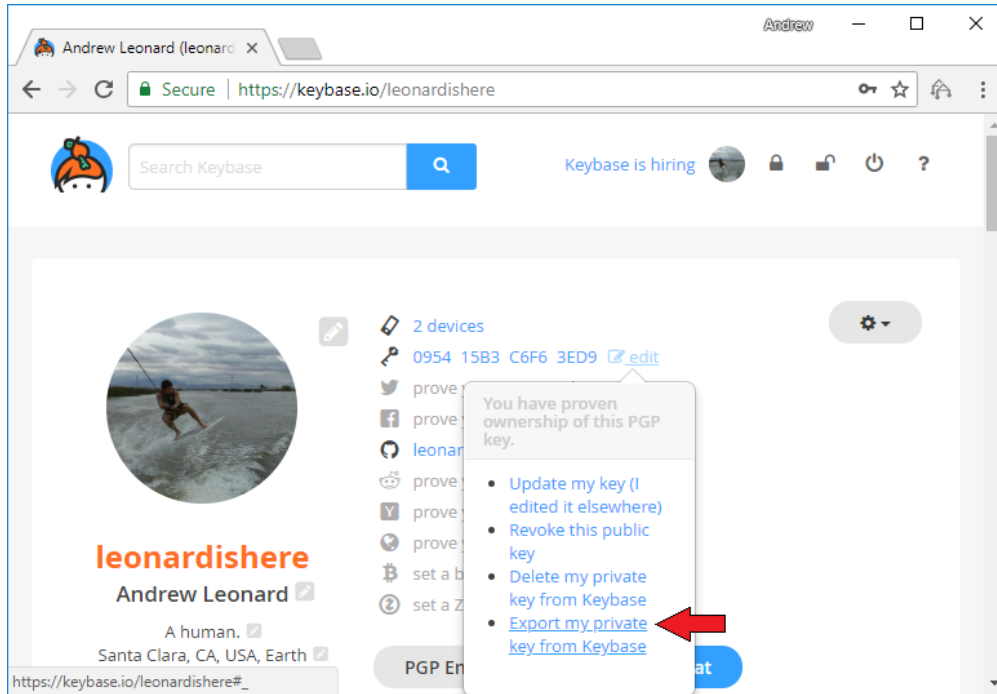 Andrew
Andrew Leonard (leonard
Secure | https://keybase.io/leonardishere
Search Keybase
Keybase is hiring
?
2 devices
0954 15B3 C6F6 3ED9 edit
prove
You have proven
ownership of this PGP
key.
prove
leonar
prove
Update my key (I
edited it elsewhere)
prove
Revoke this public
key
prove
set a b
Delete my private
key from Keybase
set a Z
Export my private
key from Keybase
leonardishere
Andrew Leonard
A human.
Santa Clara, CA, USA, Earth
PGP En
at
https://keybase.io/leonardishere#_